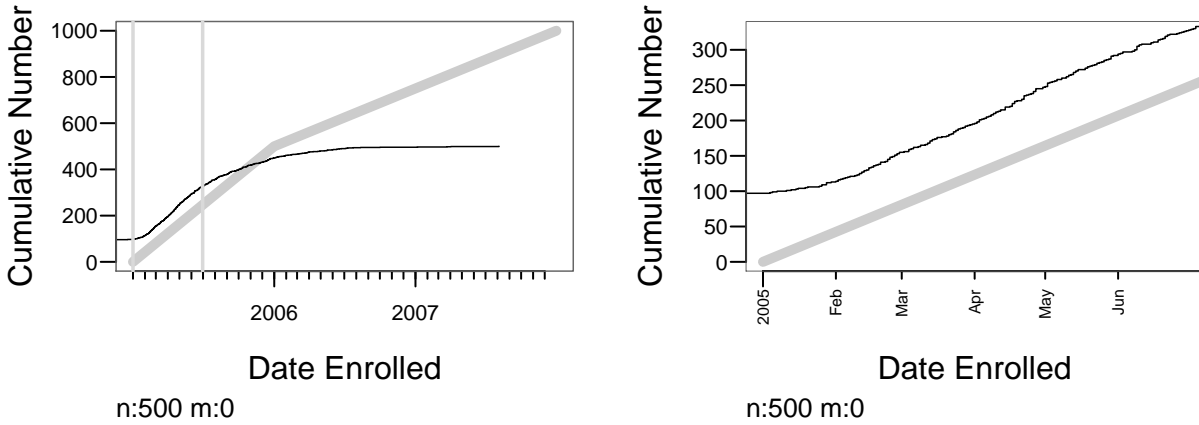 Cumulative Number
1000
800
600
400
200
0
2006 2007
Date Enrolled
n:500 m:0
Cumulative Number
300
250
200
150
100
50
0
2005 Feb Mar Apr May Jun
Date Enrolled
n:500 m:0